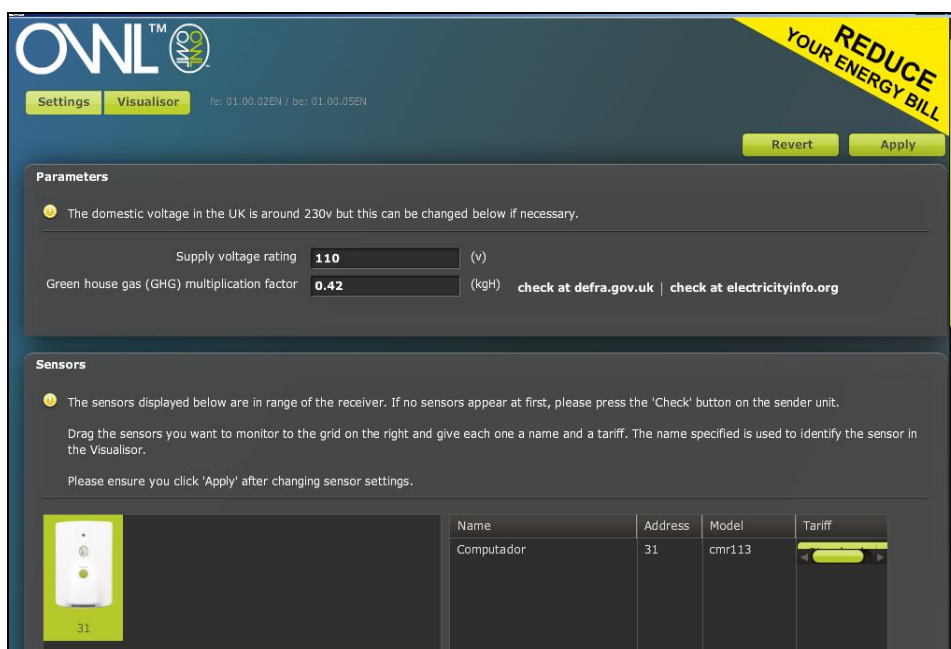 OWL™
REDUCE
YOUR ENERGY BILL
Settings Visualisor fe: 01.00.02EN / be: 01.00.05EN
Revert Apply
Parameters
The domestic voltage in the UK is around 230v but this can be changed below if necessary.
Supply voltage rating 110 (v)
Green house gas (GHG) multiplication factor 0.42 (kgH) check at defra.gov.uk | check at electricityinfo.org
Sensors
The sensors displayed below are in range of the receiver. If no sensors appear at first, please press the 'Check' button on the sender unit.
Drag the sensors you want to monitor to the grid on the right and give each one a name and a tariff. The name specified is used to identify the sensor in
the Visualisor.
Please ensure you click 'Apply' after changing sensor settings.
Name Address Model Tariff
Computador 31 cmr113
31